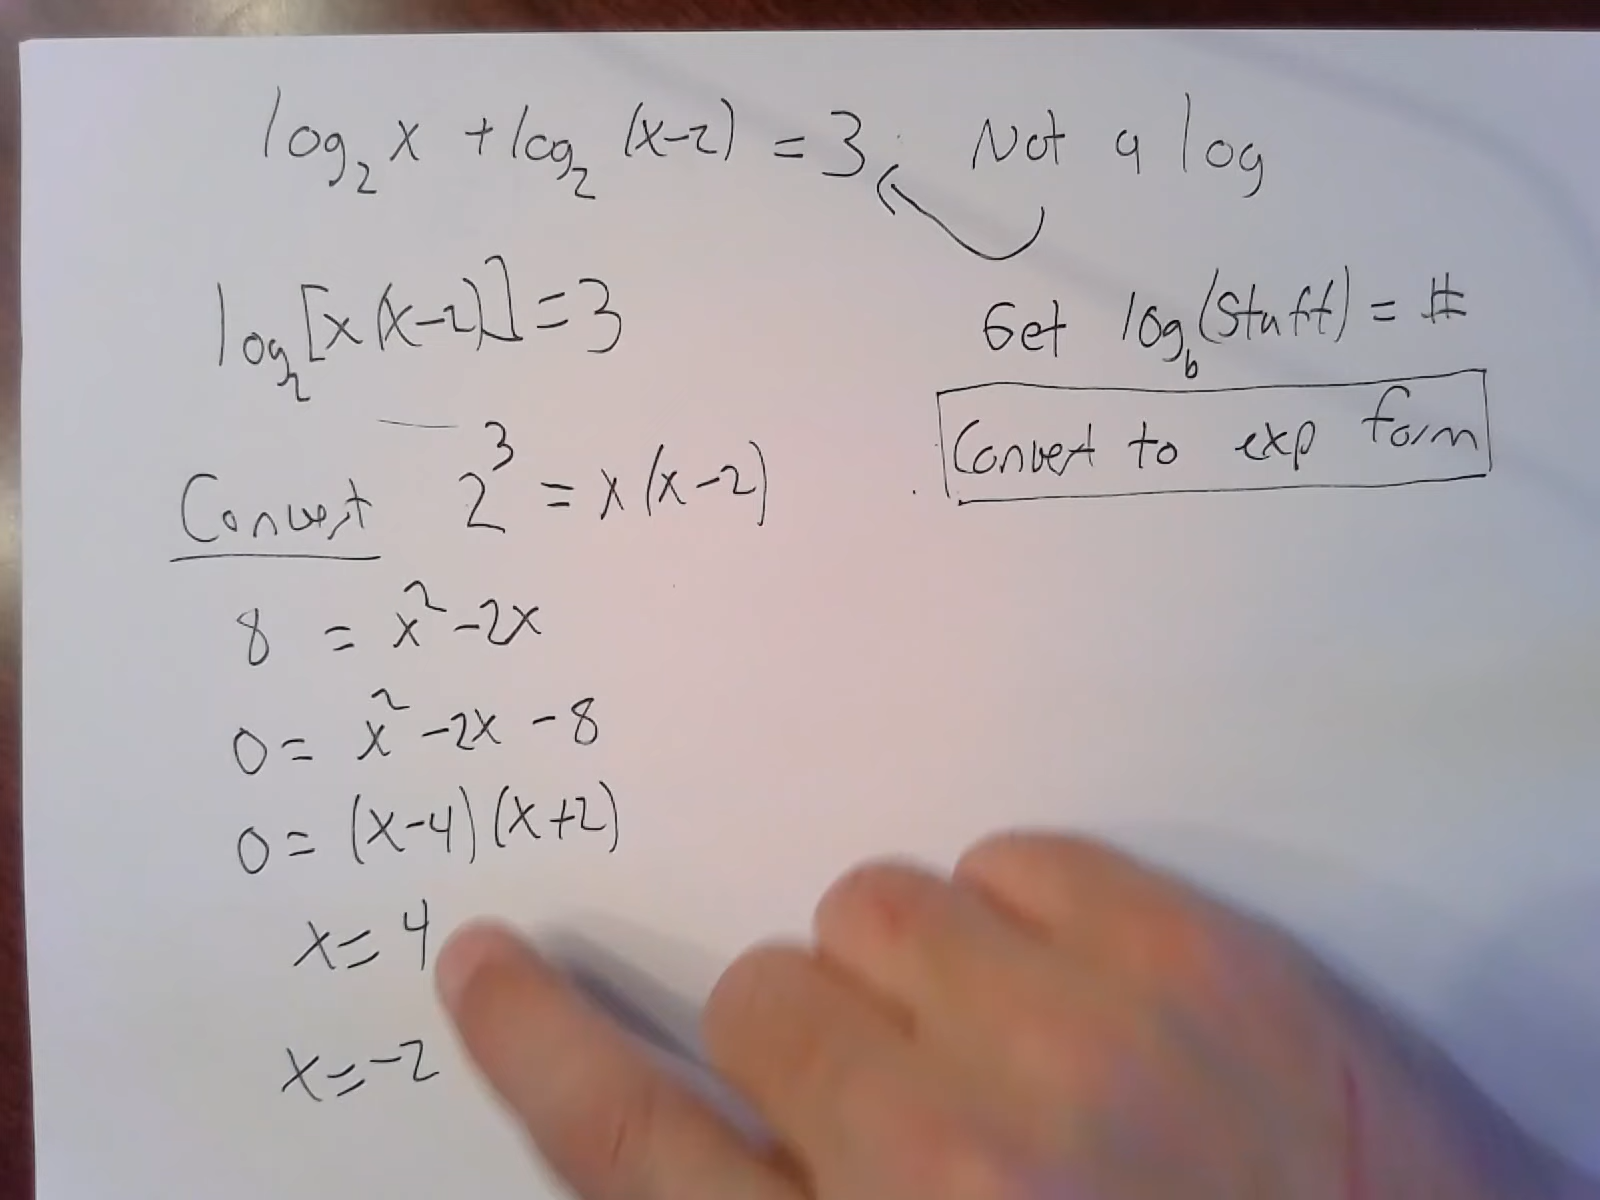 log₂ x + log₂ (x-2) = 3
Not a log
log₂ [x(x-2)] = 3
Get log_b (stuff) = #
Convert to exp form
Convert 2³ = x(x-2)
8 = x² -2x
0 = x² -2x -8
0 = (x-4)(x+2)
x = 4
x = -2